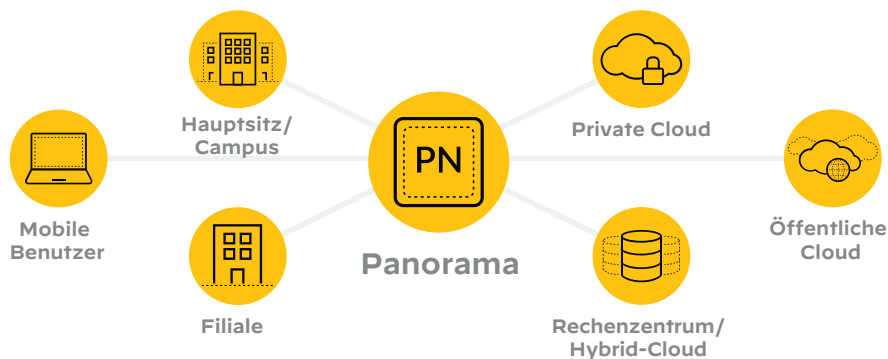 Hauptsitz/
Campus
Private Cloud
PN
Mobile
Benutzer
Öffentliche
Cloud
Panorama
Filiale
Rechenzentrum/
Hybrid-Cloud